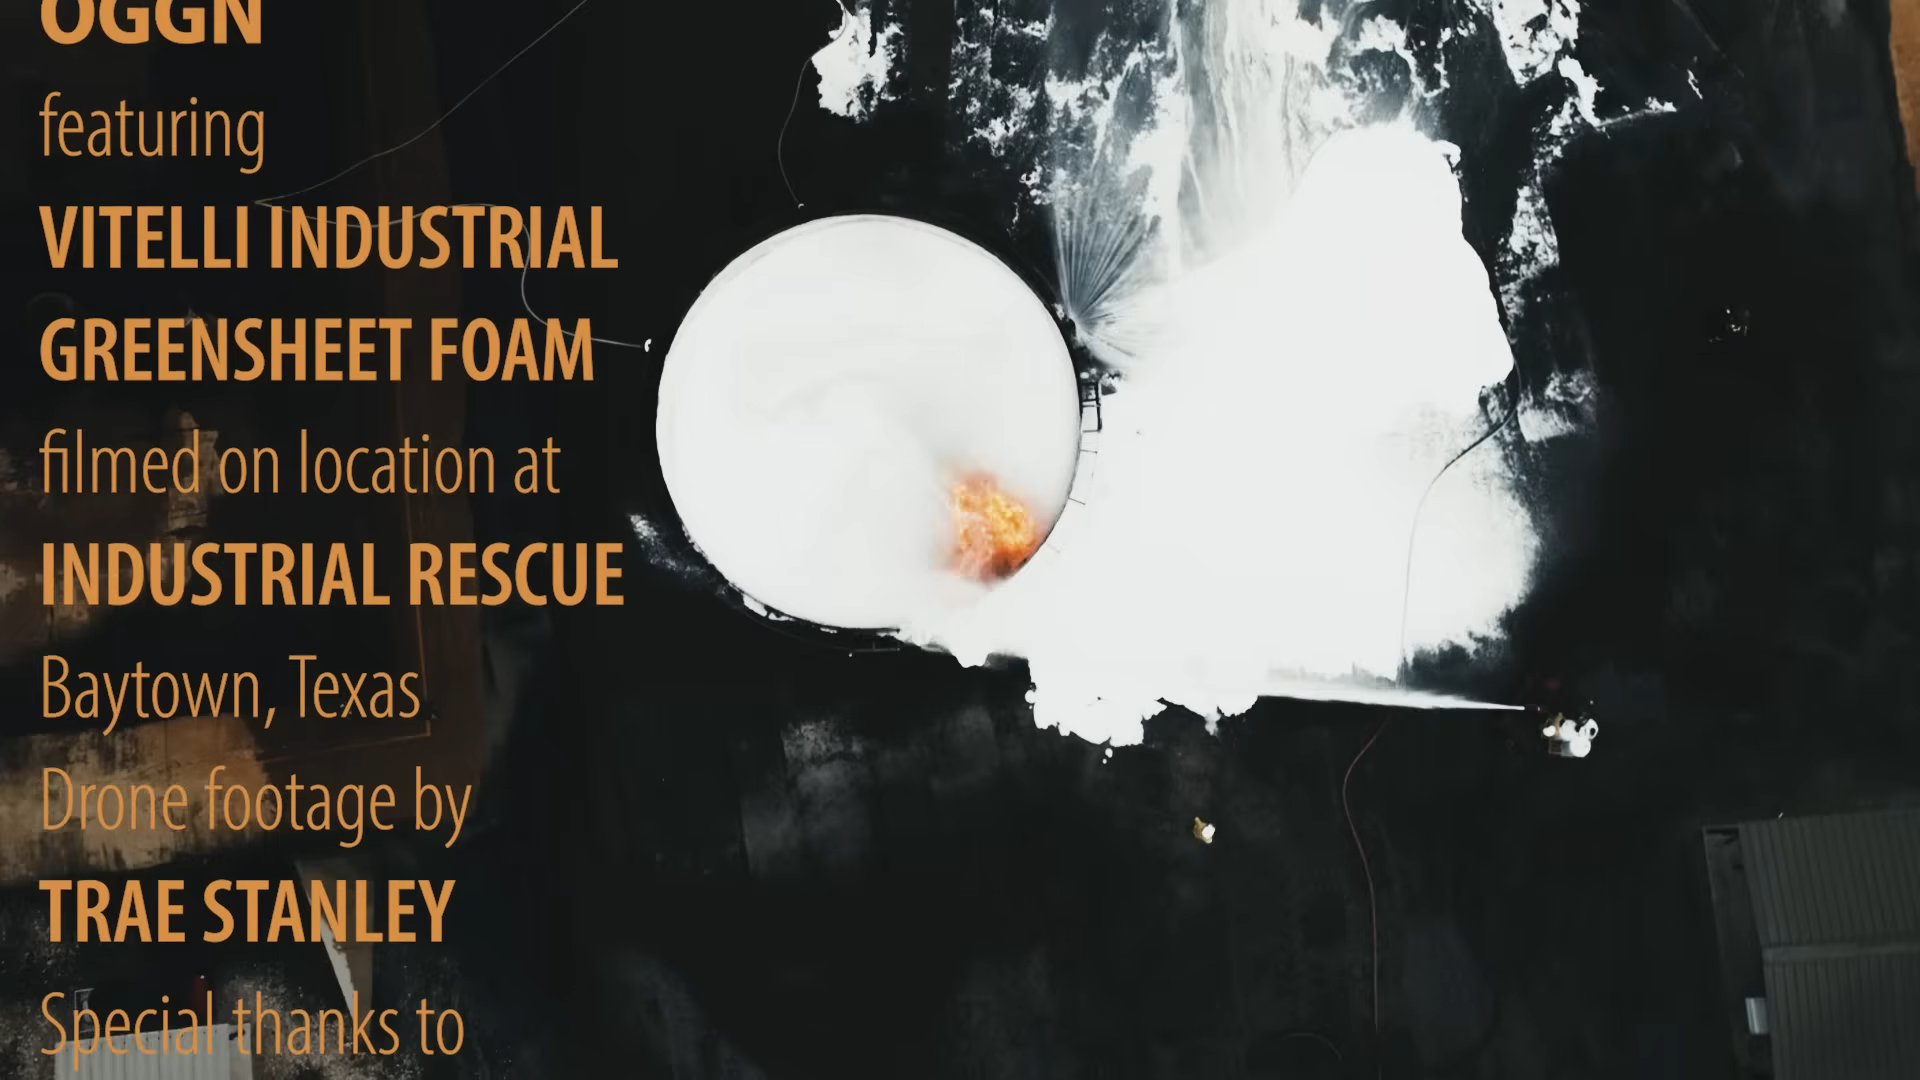 OGGN
featuring
VITELLI INDUSTRIAL
GREENSHEET FOAM
filmed on location at
INDUSTRIAL RESCUE
Baytown, Texas
Drone footage by
TRAE STANLEY
Special thanks to